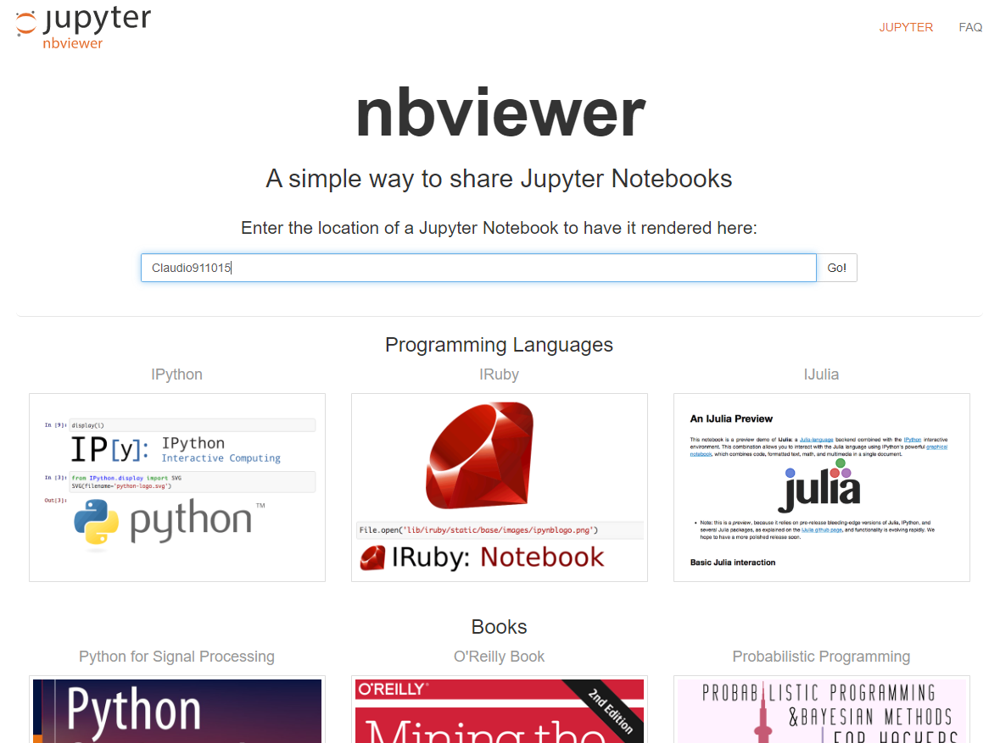 jupyter
nbviewer
JUPYTER FAQ
nbviewer
A simple way to share Jupyter Notebooks
Enter the location of a Jupyter Notebook to have it rendered here:
Claudio911015 Go!
Programming Languages
IPython
IRuby
IJulia
In [9]: display(i)
IP[y]: IPython
Interactive Computing
In [3]: from IPython.display import SVG
SVG(filename='python-logo.svg')
Out[3]:
python™
File.open('lib/iruby/static/base/images/ipynblogo.png')
IRuby: Notebook
An IJulia Preview
This notebook is a preview demo of IJulia: a Julia-language backend combined with the IPython interactive
environment. This combination allows you to interact with the Julia language using IPython's powerful graphical
notebook, which combines code, formatted text, math, and multimedia in a single document.
julia
• Note: this is a preview, because it relies on pre-release bleeding-edge versions of Julia, IPython, and
several Julia packages, as explained on the IJulia github page, and functionality is evolving rapidly. We
hope to have a more polished release soon.
Basic Julia interaction
Books
Python for Signal Processing
O'Reilly Book
Probabilistic Programming
Python
O'REILLY®
2nd Edition
Mining the
PROBABILISTIC PROGRAMMING
&BAYESIAN METHODS
FOR HACKERS